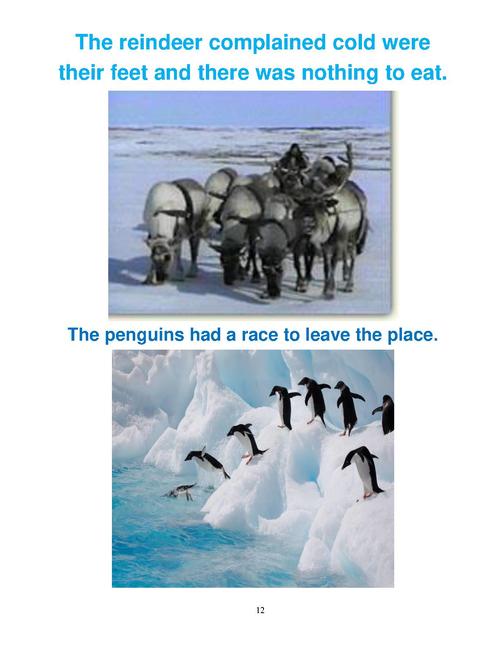 The reindeer complained cold were
their feet and there was nothing to eat.
The penguins had a race to leave the place.
12